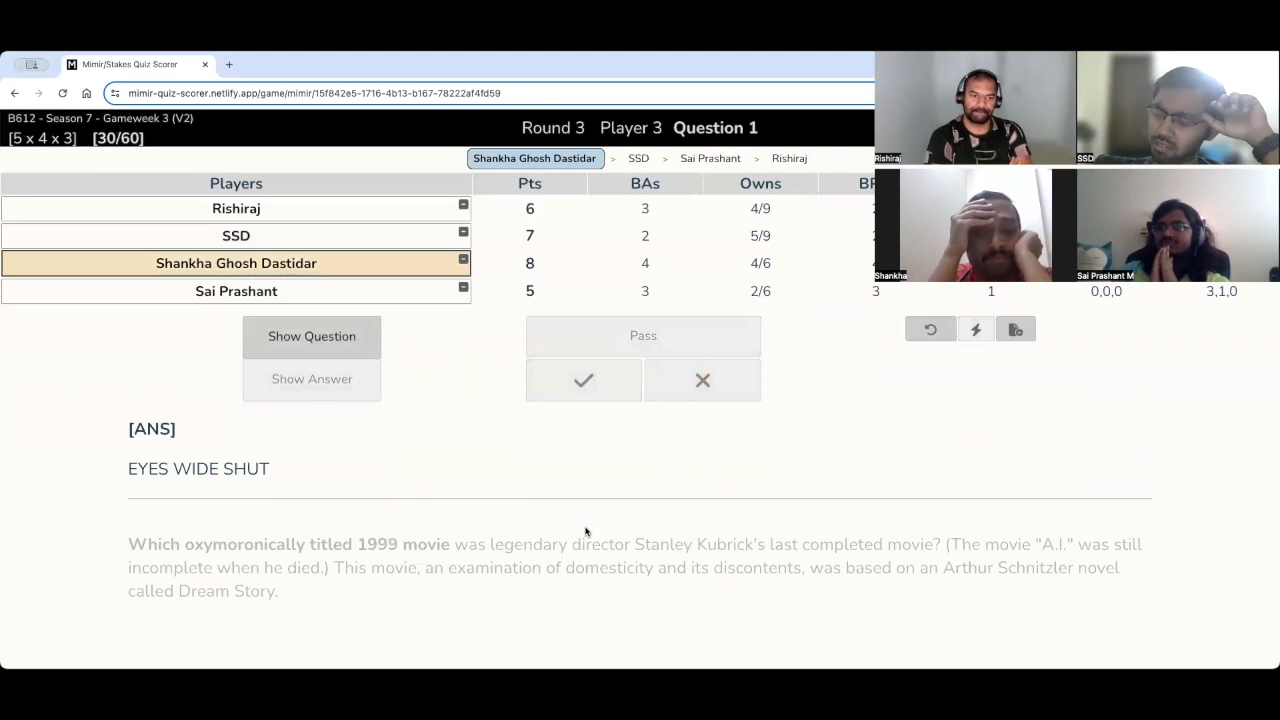 Mimir/Stakes Quiz Scorer
mimir-quiz-scorer.netlify.app/game/mimir/15f842e5-1716-4b13-b167-78222af4fd59
B612 - Season 7 - Gameweek 3 (V2)
[5 x 4 x 3] [30/60]
Round 3 Player 3 Question 1
Shankha Ghosh Dastidar > SSD > Sai Prashant > Rishiraj
Players Pts BAs Owns
Rishiraj 6 3 4/9
SSD 7 2 5/9
Shankha Ghosh Dastidar 8 4 4/6
Sai Prashant 5 3 2/6 3 1 0,0,0 3,1,0
Rishiraj
SSD
Shankha
Sai Prashant M
Show Question
Pass
Show Answer
[ANS]
EYES WIDE SHUT
Which oxymoronically titled 1999 movie was legendary director Stanley Kubrick's last completed movie? (The movie "A.I." was still
incomplete when he died.) This movie, an examination of domesticity and its discontents, was based on an Arthur Schnitzler novel
called Dream Story.